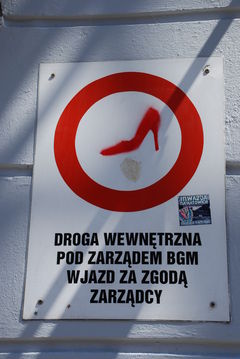 DROGA WEWNĘTRZNA
POD ZARZĄDEM BGM
WJAZD ZA ZGODĄ
ZARZĄDCY